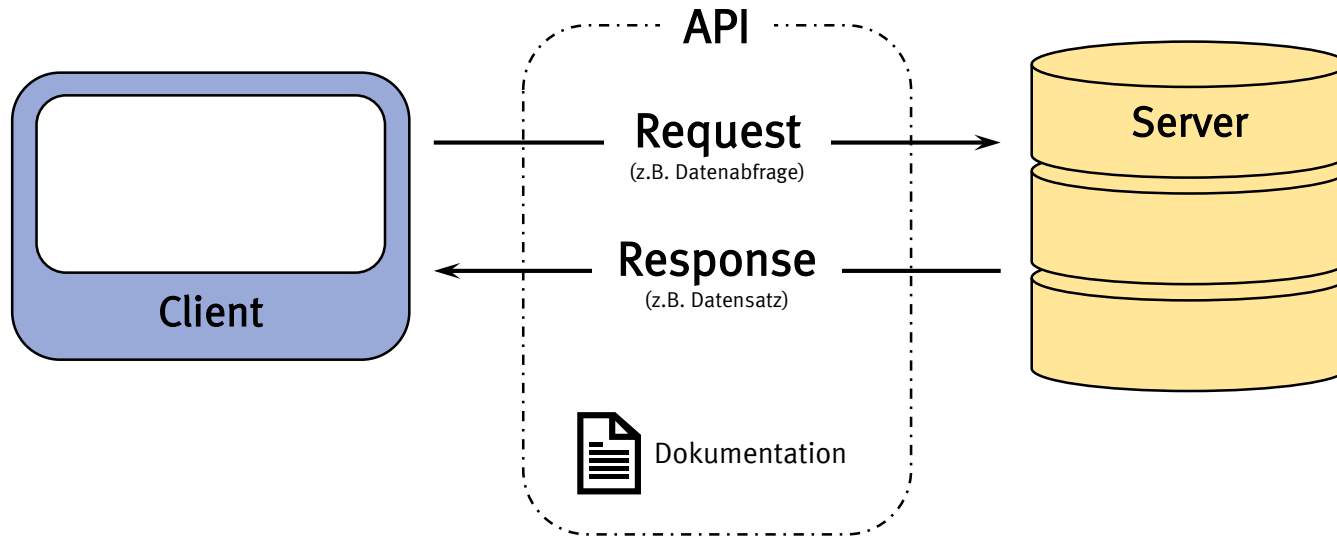 API
Request
(z.B. Datenabfrage)
Server
Response
(z.B. Datensatz)
Client
Dokumentation